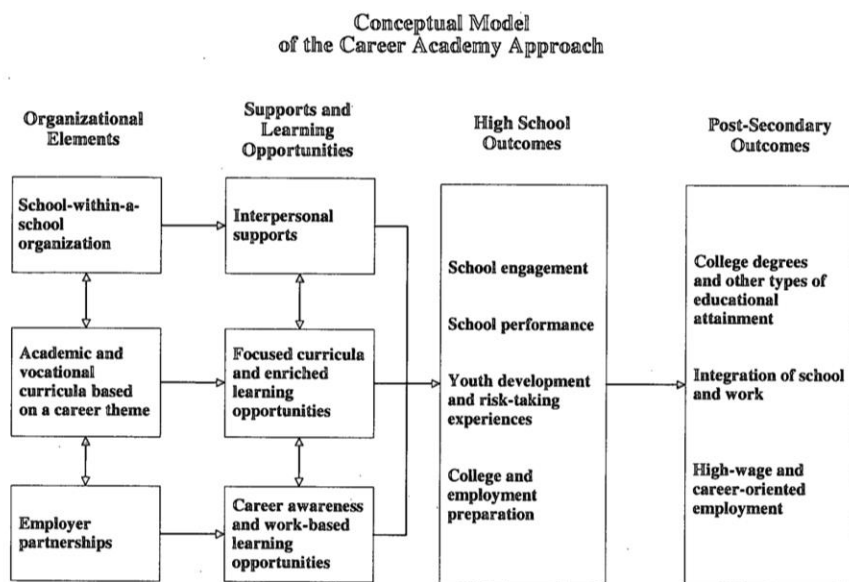 Conceptual Model
of the Career Academy Approach
Organizational
Elements
Supports and
Learning
Opportunities
High School
Outcomes
Post-Secondary
Outcomes
School-within-a-
school
organization
Interpersonal
supports
Academic and
vocational
curricula based
on a career theme
Focused curricula
and enriched
learning
opportunities
Employer
partnerships
Career awareness
and work-based
learning
opportunities
School engagement
School performance
Youth development
and risk-taking
experiences
College and
employment
preparation
College degrees
and other types of
educational
attainment
Integration of school
and work
High-wage and
career-oriented
employment